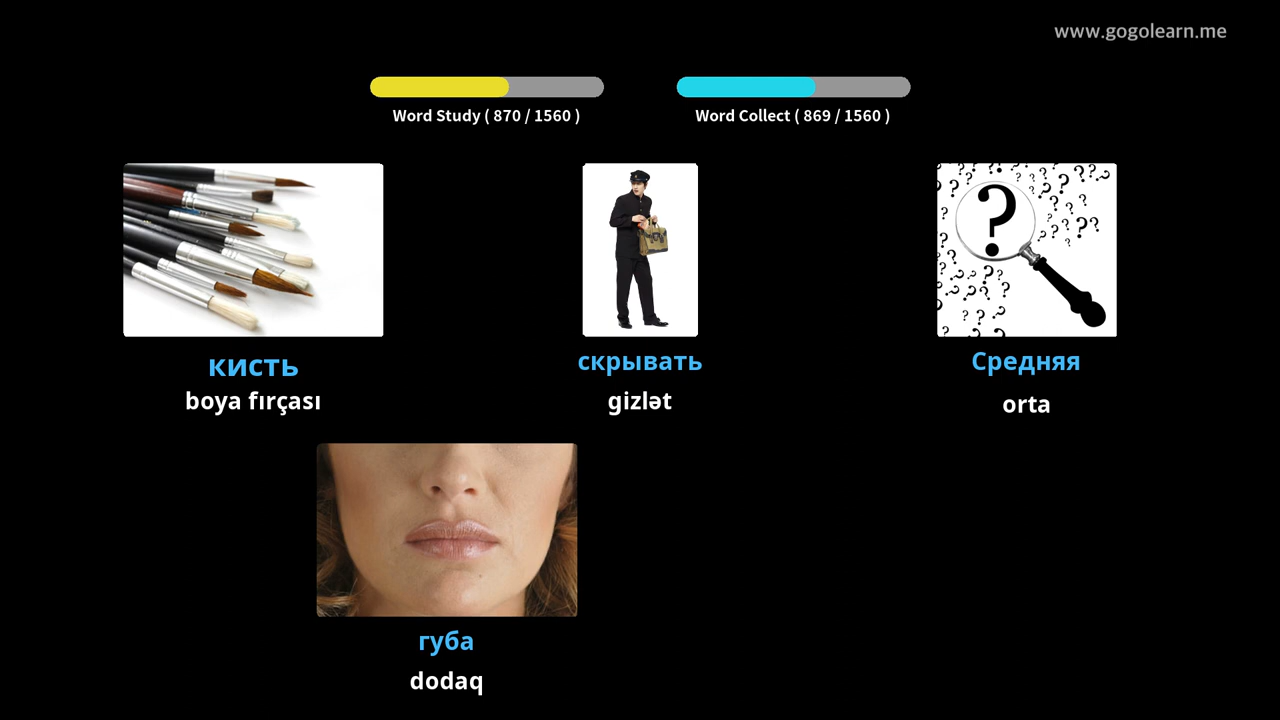 www.gogolearn.me
Word Study ( 870 / 1560 )
Word Collect ( 869 / 1560 )
кисть
boya fırçası
скрывать
gizlət
Средняя
orta
губа
dodaq